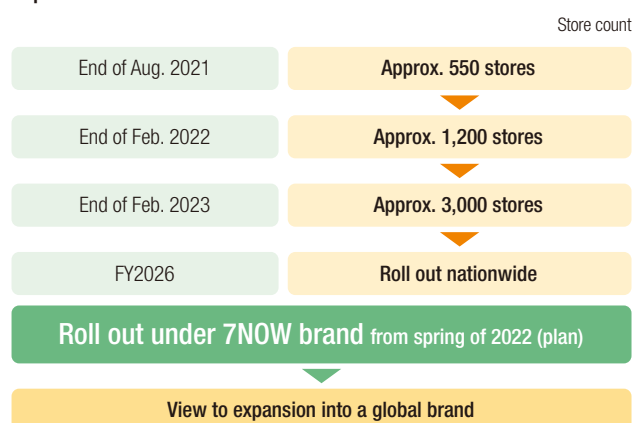 Store count
End of Aug. 2021 Approx. 550 stores
End of Feb. 2022 Approx. 1,200 stores
End of Feb. 2023 Approx. 3,000 stores
FY2026 Roll out nationwide
Roll out under 7NOW brand from spring of 2022 (plan)
View to expansion into a global brand